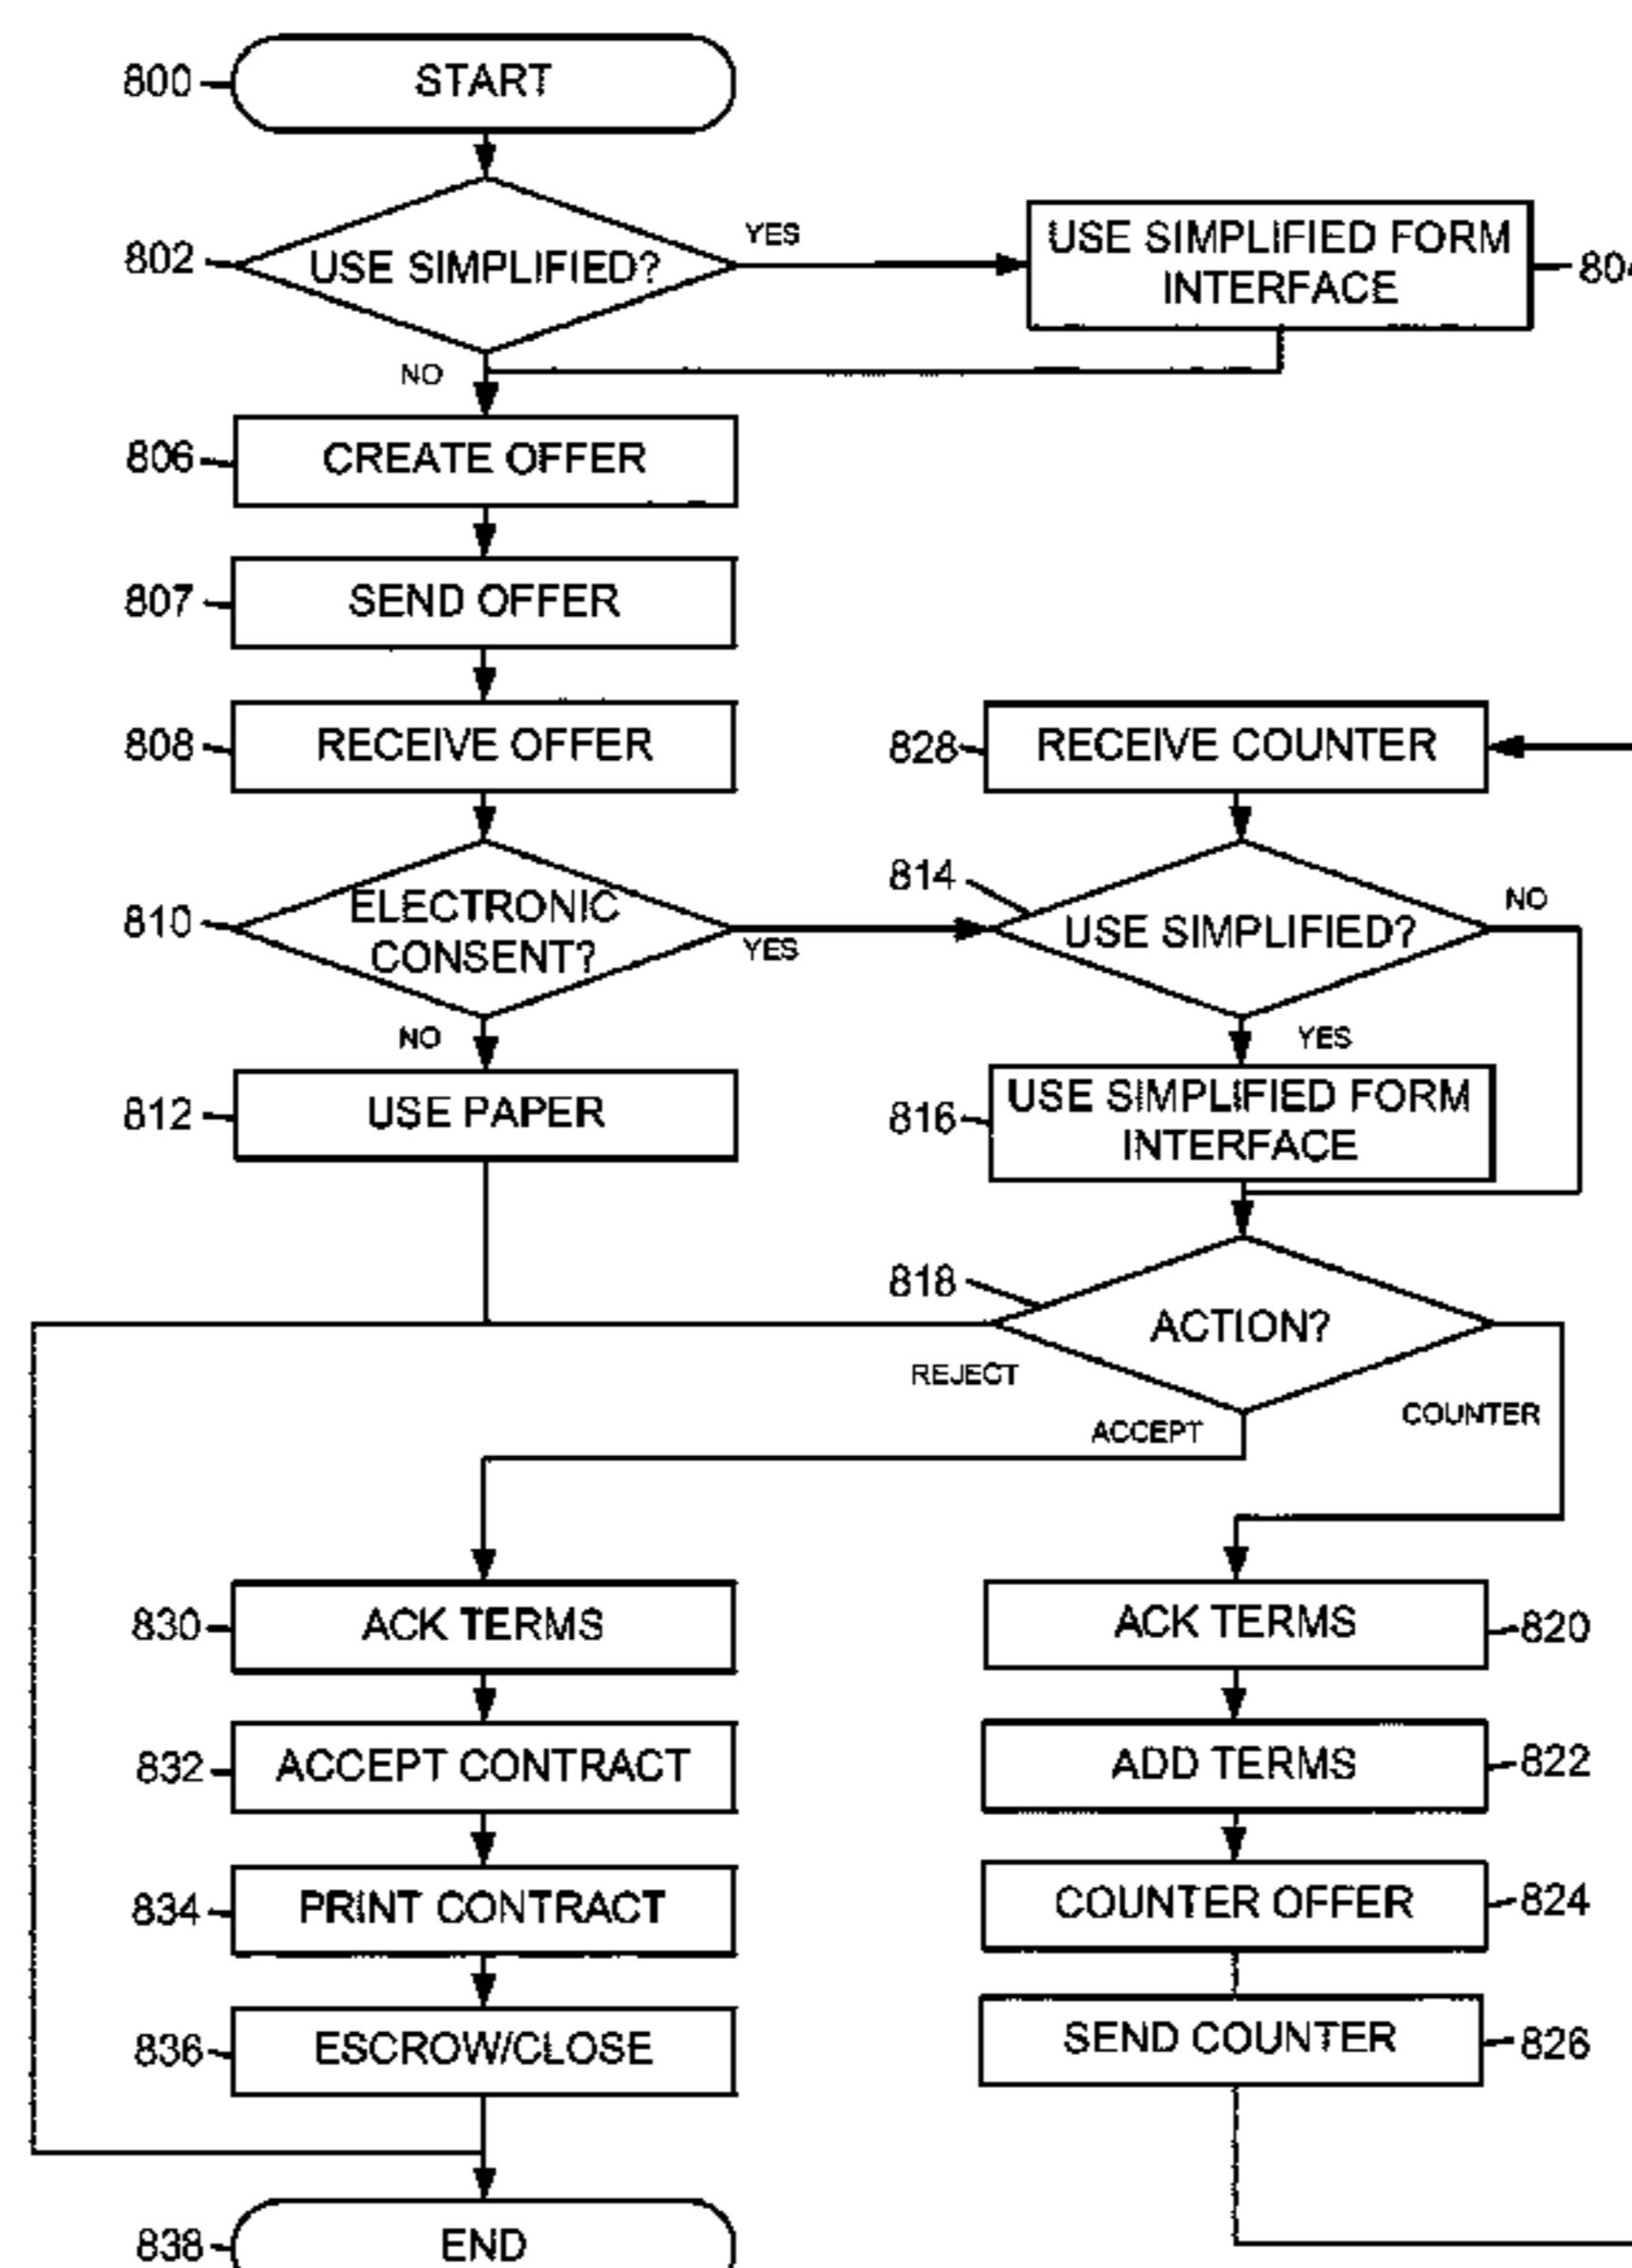 800
START
802
USE SIMPLIFIED?
YES
USE SIMPLIFIED FORM
INTERFACE
804
NO
806
CREATE OFFER
807
SEND OFFER
808
RECEIVE OFFER
828
RECEIVE COUNTER
810
ELECTRONIC
CONSENT?
YES
814
USE SIMPLIFIED?
NO
NO
YES
812
USE PAPER
816
USE SIMPLIFIED FORM
INTERFACE
818
ACTION?
REJECT
ACCEPT
COUNTER
830
ACK TERMS
ACK TERMS
820
832
ACCEPT CONTRACT
ADD TERMS
822
834
PRINT CONTRACT
COUNTER OFFER
824
836
ESCROW/CLOSE
SEND COUNTER
826
838
END